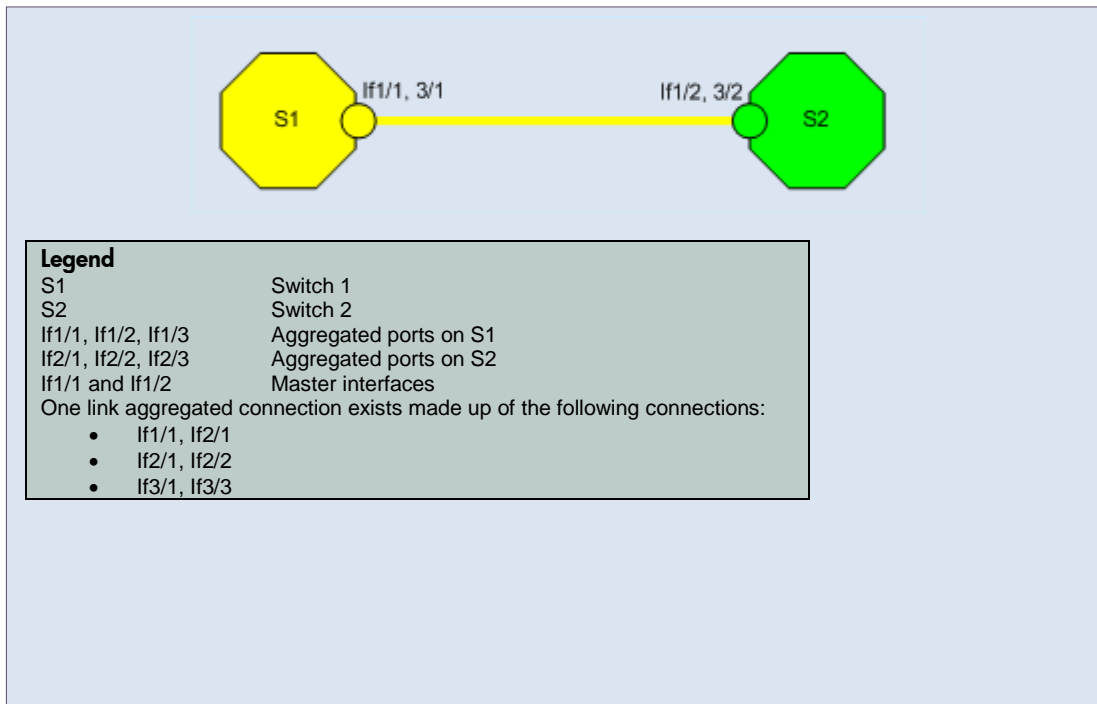 If1/1, 3/1
If1/2, 3/2
S1
S2
Legend
S1 Switch 1
S2 Switch 2
If1/1, If1/2, If1/3 Aggregated ports on S1
If2/1, If2/2, If2/3 Aggregated ports on S2
If1/1 and If1/2 Master interfaces
One link aggregated connection exists made up of the following connections:
• If1/1, If2/1
• If2/1, If2/2
• If3/1, If3/3